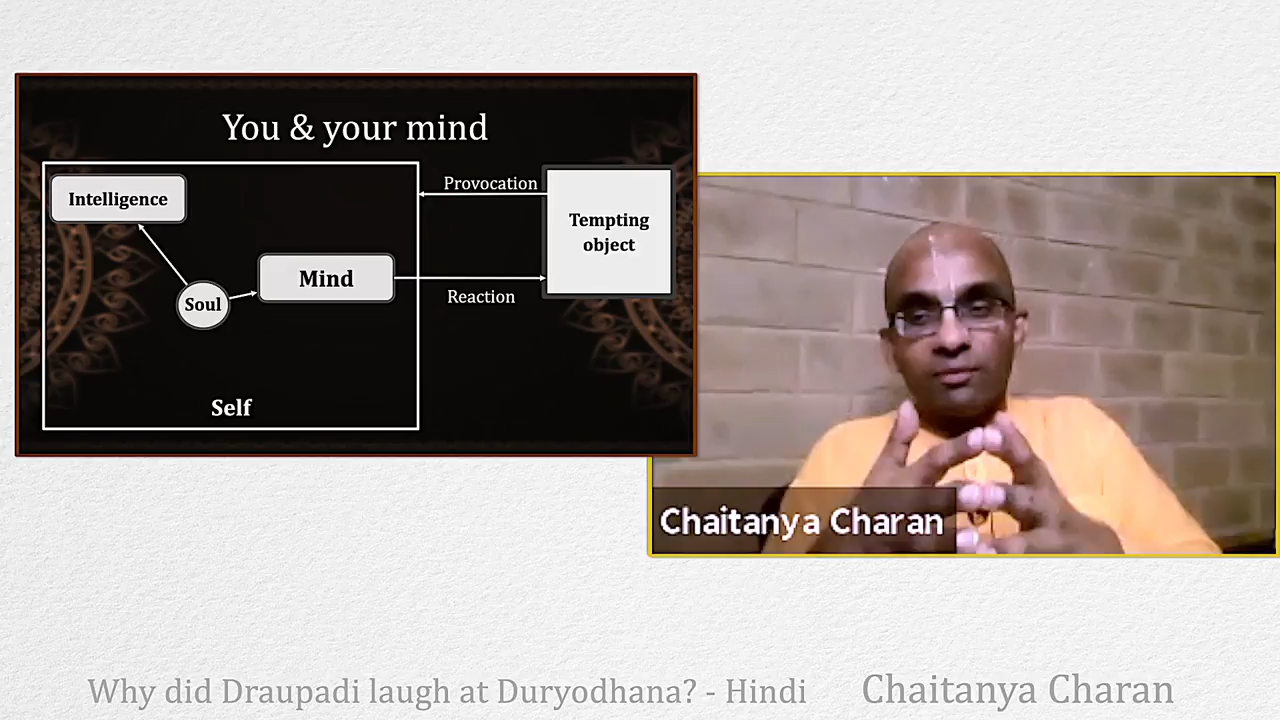 You & your mind
Intelligence
Soul
Mind
Self
Provocation
Reaction
Tempting
object
Chaitanya Charan
Why did Draupadi laugh at Duryodhana? - Hindi
Chaitanya Charan